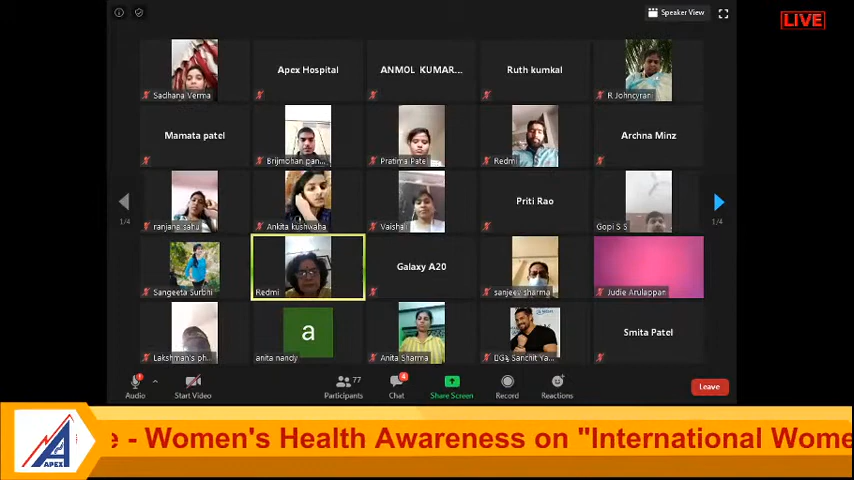 LIVE
Speaker View
Sadhana Verma
Apex Hospital
ANMOL KUMAR...
Ruth kumkal
R Johncyrani
Mamata patel
Brijmohan pan...
Pratima Patel
Redmi
Archna Minz
ranjana sahu
Ankita kushwaha
Vaishali
Priti Rao
Gopi S S
1/4
1/4
Sangeeta Surbhi
Redmi
Galaxy A20
sanjeev sharma
Judie Arulappan
Lakshman's ph...
a
anita nandy
Anita Sharma
Sanchit Ya...
Smita Patel
Audio
Start Video
77
Participants
4
Chat
Share Screen
Record
Reactions
Leave
APEX
e - Women's Health Awareness on "International Wome